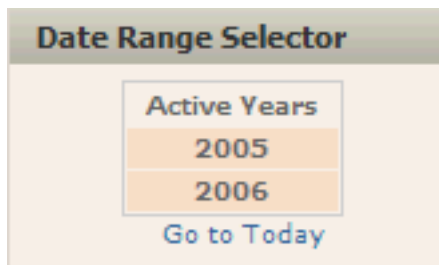 Date Range Selector
Active Years
2005
2006
Go to Today